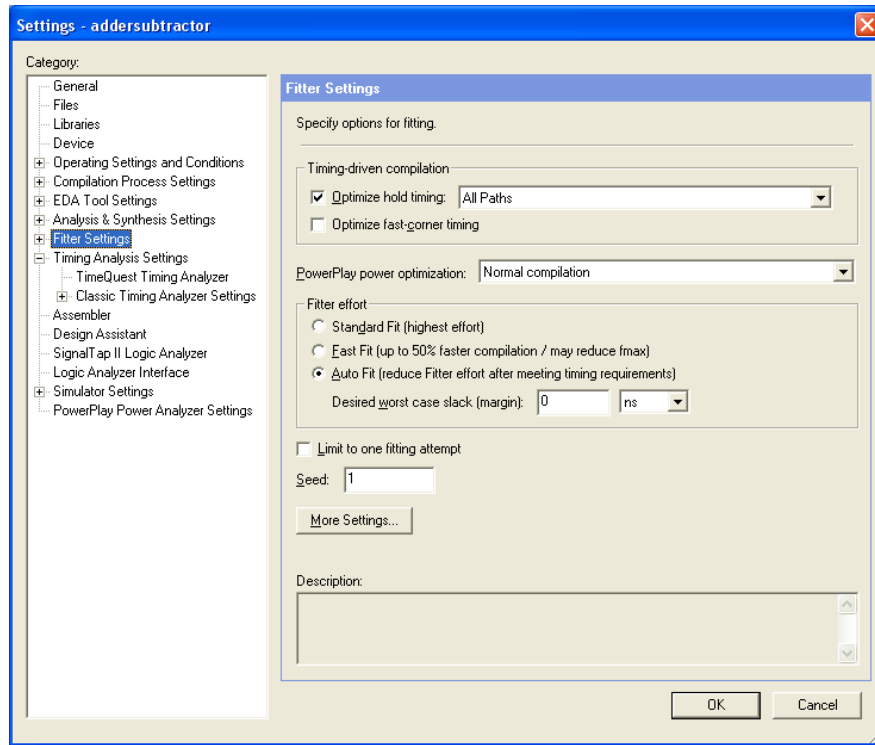 Settings - addersubtractor
Category:
General
Files
Libraries
Device
Operating Settings and Conditions
Compilation Process Settings
EDA Tool Settings
Analysis & Synthesis Settings
Fitter Settings
Timing Analysis Settings
TimeQuest Timing Analyzer
Classic Timing Analyzer Settings
Assembler
Design Assistant
SignalTap II Logic Analyzer
Logic Analyzer Interface
Simulator Settings
PowerPlay Power Analyzer Settings
Fitter Settings
Specify options for fitting.
Timing-driven compilation
Optimize hold timing: All Paths
Optimize fast-corner timing
PowerPlay power optimization: Normal compilation
Fitter effort
Standard Fit (highest effort)
Fast Fit (up to 50% faster compilation / may reduce fmax)
Auto Fit (reduce Fitter effort after meeting timing requirements)
Desired worst case slack (margin): 0 ns
Limit to one fitting attempt
Seed: 1
More Settings...
Description:
OK Cancel